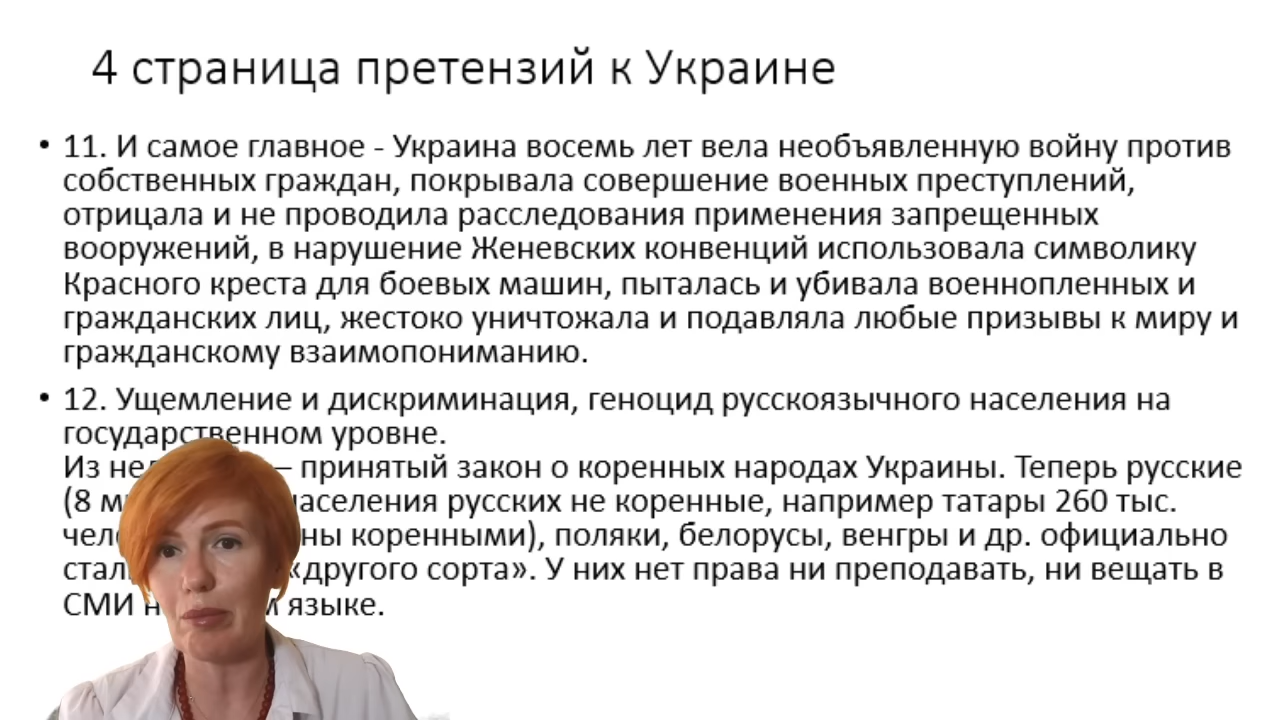 4 страница претензий к Украине
• 11. И самое главное - Украина восемь лет вела необъявленную войну против
собственных граждан, покрывала совершение военных преступлений,
отрицала и не проводила расследования применения запрещенных
вооружений, в нарушение Женевских конвенций использовала символику
Красного креста для боевых машин, пыталась и убивала военнопленных и
гражданских лиц, жестоко уничтожала и подавляла любые призывы к миру и
гражданскому взаимопониманию.
• 12. Ущемление и дискриминация, геноцид русскоязычного населения на
государственном уровне.
Из – принятый закон о коренных народах Украины. Теперь русские
(8 населения русских не коренные, например татары 260 тыс.
коренными), поляки, белорусы, венгры и др. официально
«другого сорта». У них нет права ни преподавать, ни вещать в
СМИ языке.